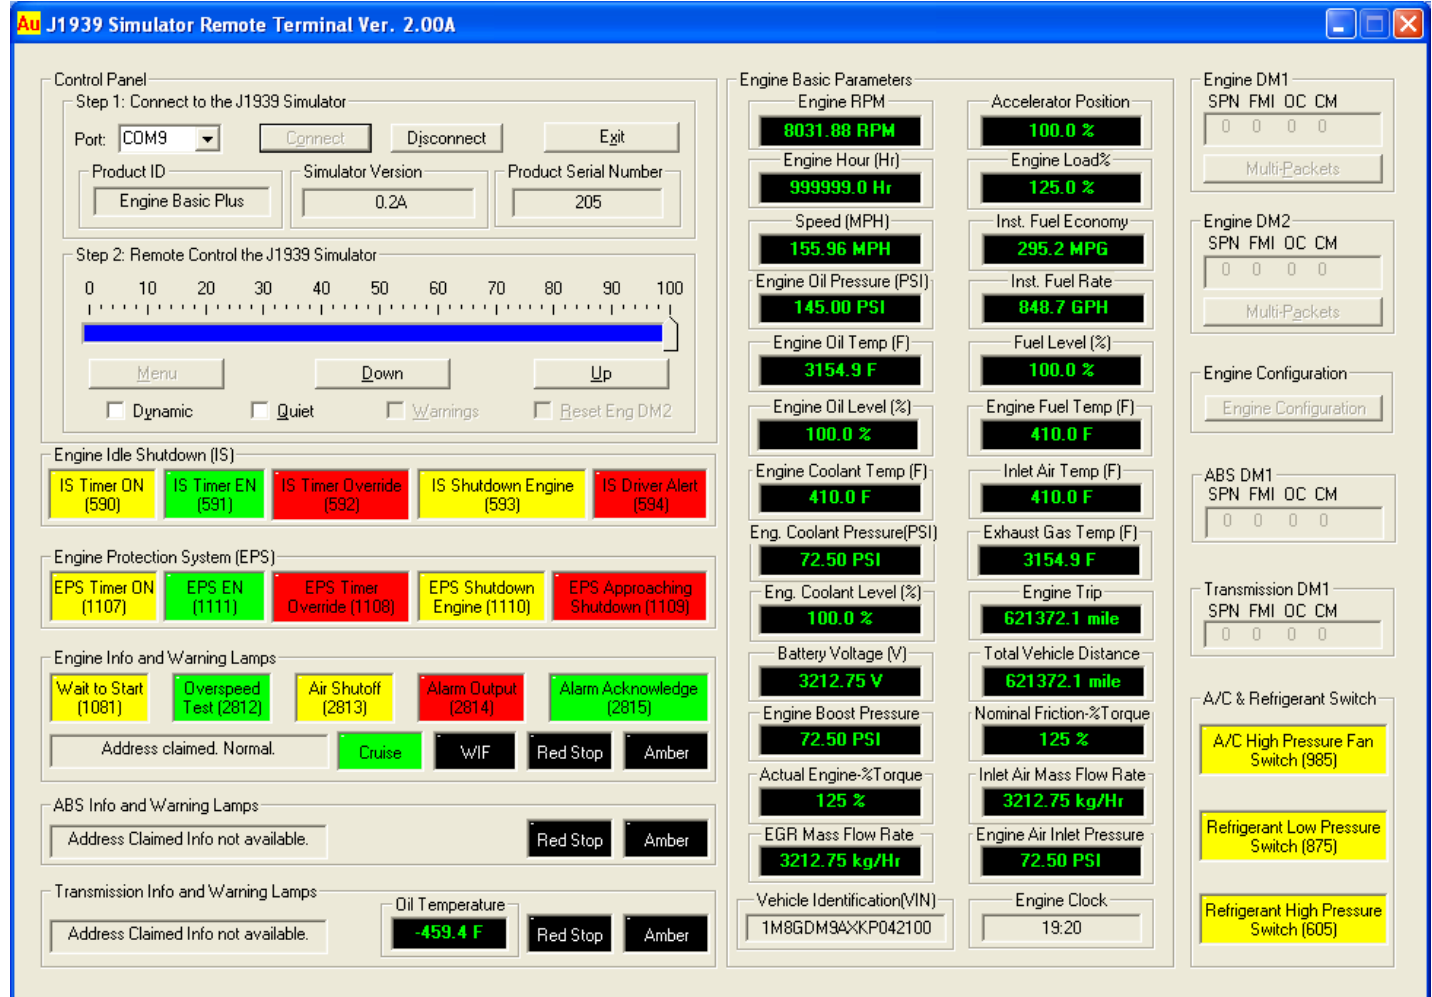 Au J1939 Simulator Remote Terminal Ver. 2.00A
Control Panel
Step 1: Connect to the J1939 Simulator
Port: COM9 Connect Disconnect Exit
Product ID Simulator Version Product Serial Number
Engine Basic Plus 0.2A 205
Step 2: Remote Control the J1939 Simulator
0 10 20 30 40 50 60 70 80 90 100
Menu Down Up
Dynamic Quiet Warnings Reset Eng DM2
Engine Idle Shutdown (IS)
IS Timer ON (590)
IS Timer EN (591)
IS Timer Override (592)
IS Shutdown Engine (593)
IS Driver Alert (594)
Engine Protection System (EPS)
EPS Timer ON (1107)
EPS EN (1111)
EPS Timer Override (1108)
EPS Shutdown Engine (1110)
EPS Approaching Shutdown (1109)
Engine Info and Warning Lamps
Wait to Start (1081)
Overspeed Test (2812)
Air Shutoff (2813)
Alarm Output (2814)
Alarm Acknowledge (2815)
Address claimed. Normal. Cruise WIF Red Stop Amber
ABS Info and Warning Lamps
Address Claimed Info not available. Red Stop Amber
Transmission Info and Warning Lamps
Oil Temperature
Address Claimed Info not available. -459.4 F Red Stop Amber
Engine Basic Parameters
Engine RPM Accelerator Position
8031.88 RPM 100.0 %
Engine Hour (Hr) Engine Load%
999999.0 Hr 125.0 %
Speed (MPH) Inst. Fuel Economy
155.96 MPH 295.2 MPG
Engine Oil Pressure (PSI) Inst. Fuel Rate
145.00 PSI 848.7 GPH
Engine Oil Temp (F) Fuel Level (%)
3154.9 F 100.0 %
Engine Oil Level (%) Engine Fuel Temp (F)
100.0 % 410.0 F
Engine Coolant Temp (F) Inlet Air Temp (F)
410.0 F 410.0 F
Eng. Coolant Pressure(PSI) Exhaust Gas Temp (F)
72.50 PSI 3154.9 F
Eng. Coolant Level (%) Engine Trip
100.0 % 621372.1 mile
Battery Voltage (V) Total Vehicle Distance
3212.75 V 621372.1 mile
Engine Boost Pressure Nominal Friction-%Torque
72.50 PSI 125 %
Actual Engine-%Torque Inlet Air Mass Flow Rate
125 % 3212.75 kg/Hr
EGR Mass Flow Rate Engine Air Inlet Pressure
3212.75 kg/Hr 72.50 PSI
Vehicle Identification(VIN) Engine Clock
1M8GDM9AXKP042100 19:20
Engine DM1
SPN FMI OC CM
0 0 0 0
Multi-Packets
Engine DM2
SPN FMI OC CM
0 0 0 0
Multi-Packets
Engine Configuration
Engine Configuration
ABS DM1
SPN FMI OC CM
0 0 0 0
Transmission DM1
SPN FMI OC CM
0 0 0 0
A/C & Refrigerant Switch
A/C High Pressure Fan
Switch (985)
Refrigerant Low Pressure
Switch (875)
Refrigerant High Pressure
Switch (605)